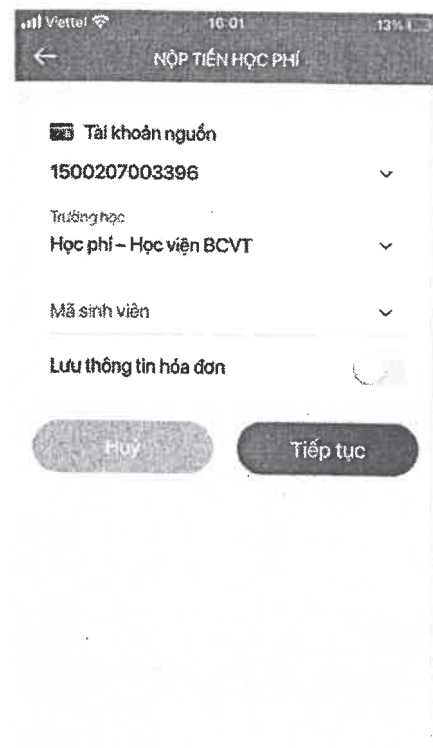 Viettel 16:01 13%
NỘP TIỀN HỌC PHÍ
Tài khoản nguồn
1500207003396
Trường học
Học phí – Học viện BCVT
Mã sinh viên
Lưu thông tin hóa đơn
Huỷ Tiếp tục